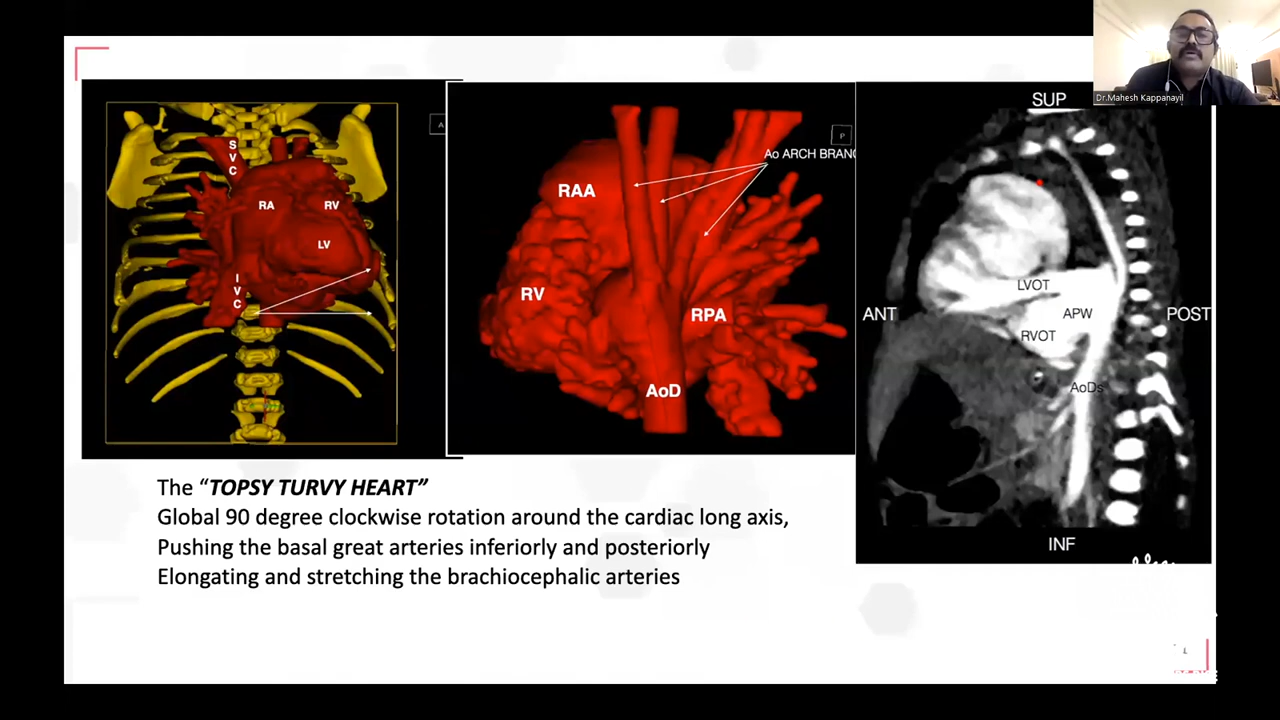 Dr.Mahesh Kappanayil
A
SVC
RA
RV
LV
IVC
P
Ao ARCH BRANC
RAA
RV
RPA
AoD
SUP
LVOT
ANT
APW
POST
RVOT
AoDs
INF
The “TOPSY TURVY HEART”
Global 90 degree clockwise rotation around the cardiac long axis,
Pushing the basal great arteries inferiorly and posteriorly
Elongating and stretching the brachiocephalic arteries